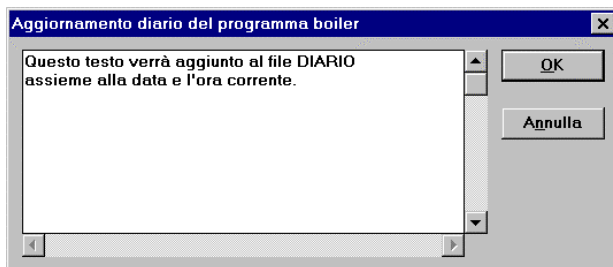 Aggiornamento diario del programma boiler
Questo testo verrà aggiunto al file DIARIO
assieme alla data e l'ora corrente.
OK
Annulla